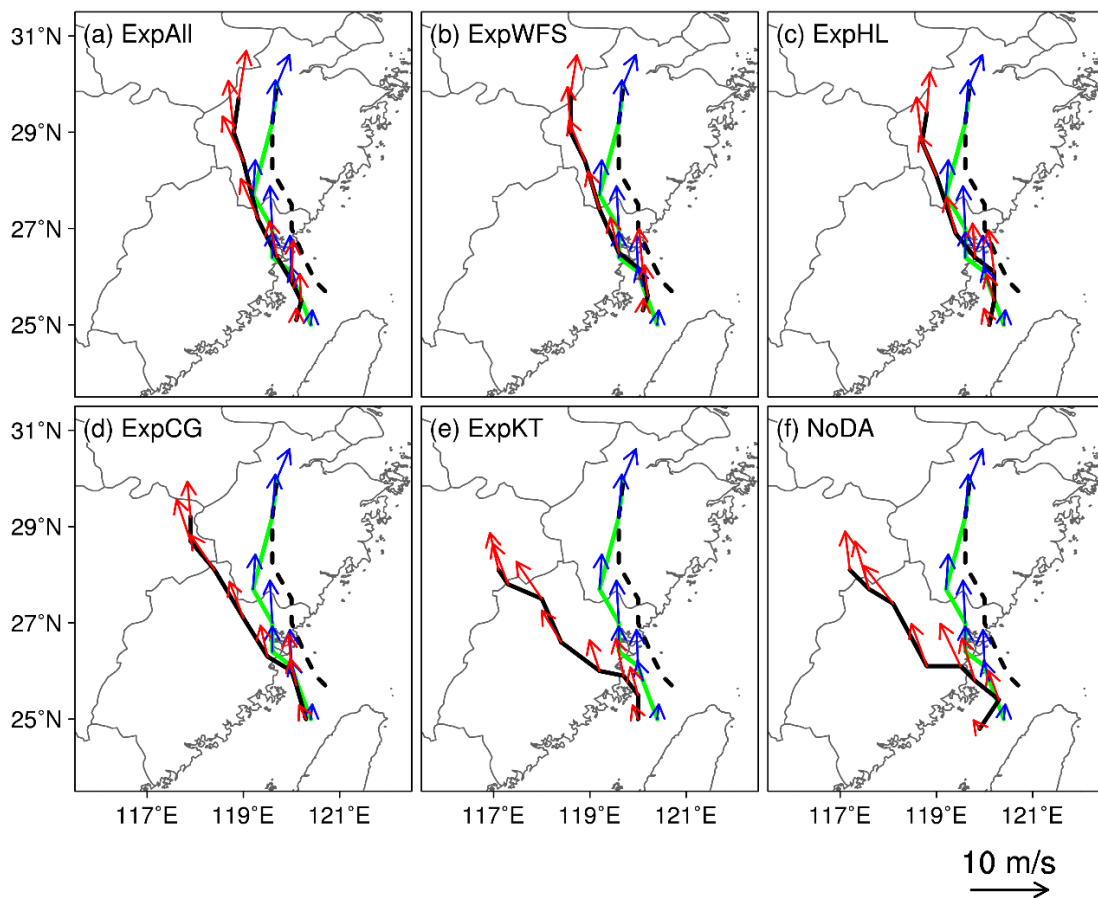 31°N (a) ExpAll (b) ExpWFS (c) ExpHL
29°N
27°N
25°N
31°N (d) ExpCG (e) ExpKT (f) NoDA
29°N
27°N
25°N
117°E 119°E 121°E 117°E 119°E 121°E 117°E 119°E 121°E
10 m/s